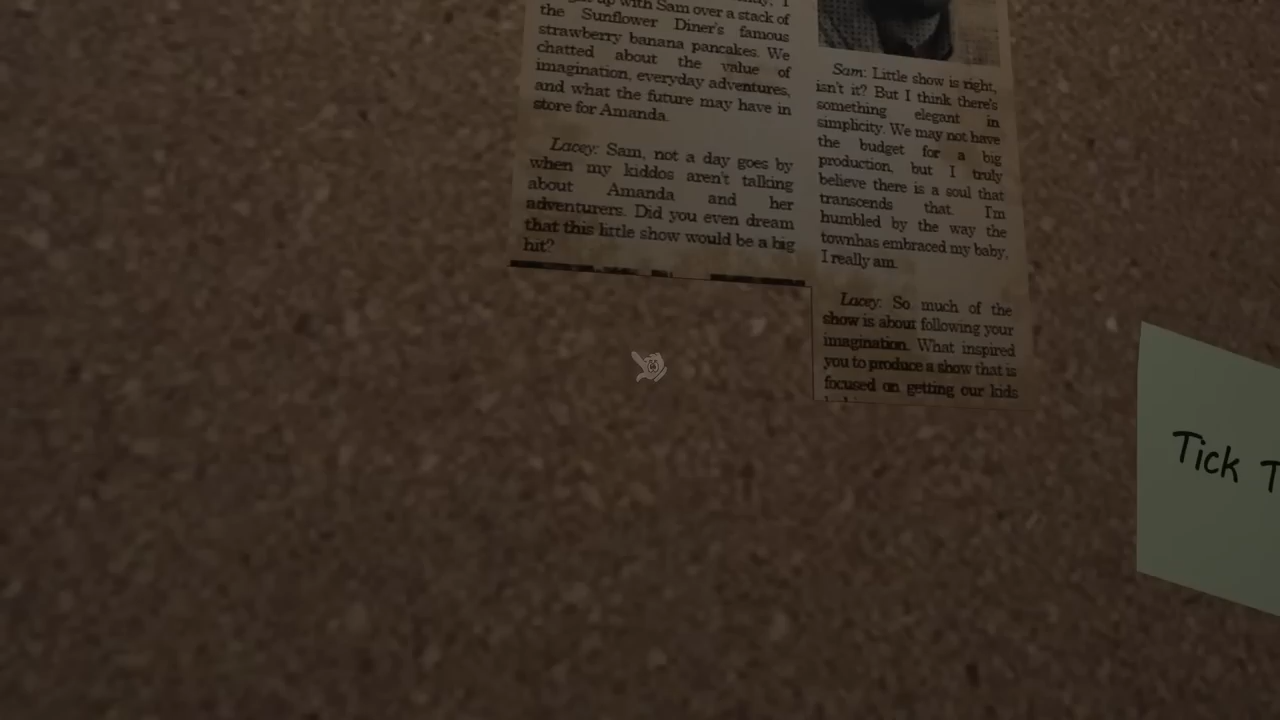 up with Sam over a stack of
the Sunflower Diner's famous
strawberry banana pancakes. We
chatted about the value of
imagination, everyday adventures,
and what the future may have in
store for Amanda.
Lacey: Sam, not a day goes by
when my kiddos aren't talking
about Amanda and her
adventurers. Did you even dream
that this little show would be a big
hit?
Sam: Little show is right,
isn't it? But I think there's
something elegant in
simplicity. We may not have
the budget for a big
production, but I truly
believe there is a soul that
transcends that. I'm
humbled by the way the
townhas embraced my baby,
I really am.
Lacey: So much of the
show is about following your
imagination. What inspired
you to produce a show that is
focused on getting our kids
Tick T